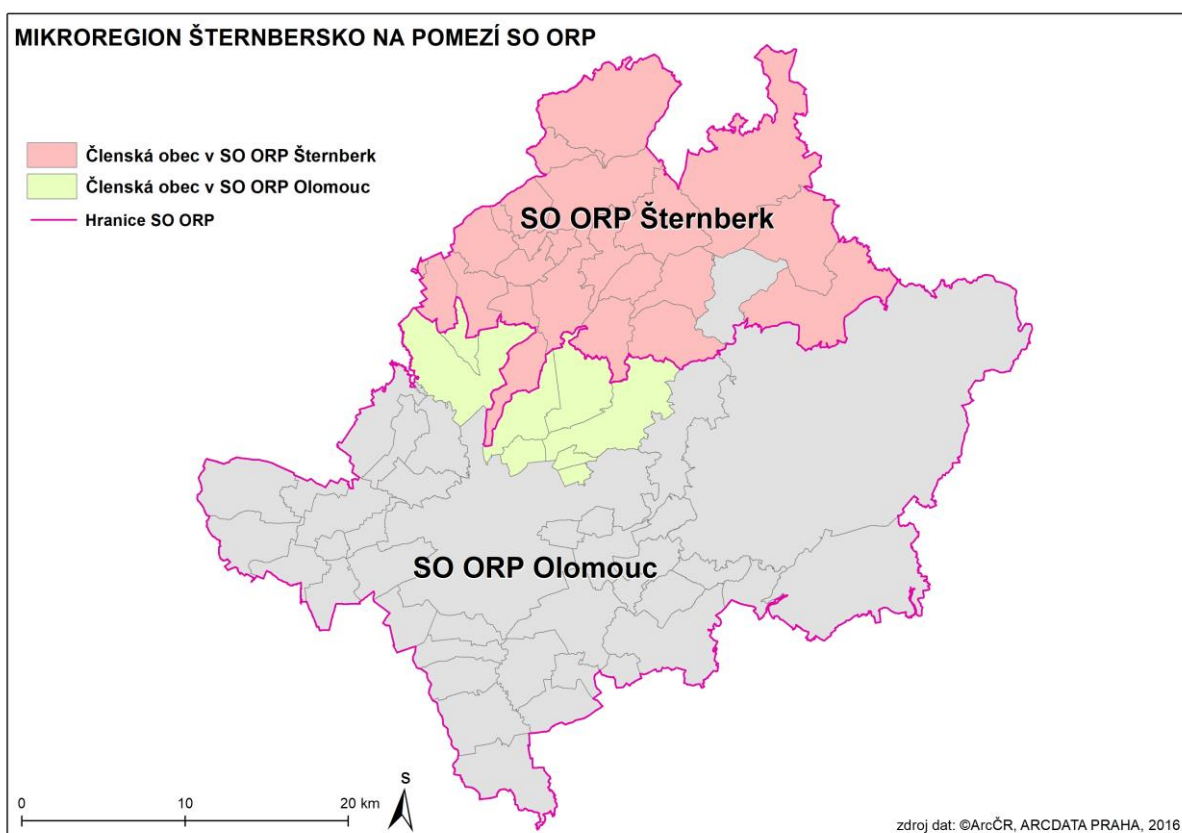 MIKROREGION ŠTERNBERSKO NA POMEZÍ SO ORP
Členská obec v SO ORP Šternberk
Členská obec v SO ORP Olomouc
Hranice SO ORP
SO ORP Šternberk
SO ORP Olomouc
S
0 10 20 km
zdroj dat: ©ArcČR, ARCDATA PRAHA, 2016